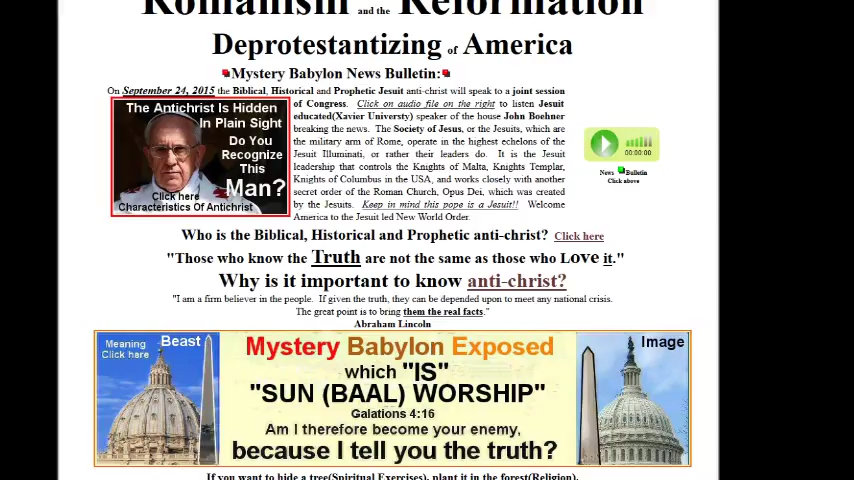 Romanism and the Reformation
Deprotestantizing of America
Mystery Babylon News Bulletin:
On September 24, 2015 the Biblical, Historical and Prophetic Jesuit anti-christ will speak to a joint session
of Congress. Click on audio file on the right to listen Jesuit
educated(Xavier Universty) speaker of the house John Boehner
breaking the news. The Society of Jesus, or the Jesuits, which are
the military arm of Rome, operate in the highest echelons of the
Jesuit Illuminati, or rather their leaders do. It is the Jesuit
leadership that controls the Knights of Malta, Knights Templar,
Knights of Columbus in the USA, and works closely with another
secret order of the Roman Church, Opus Dei, which was created
by the Jesuits. Keep in mind this pope is a Jesuit!! Welcome
America to the Jesuit led New World Order.
The Antichrist Is Hidden
In Plain Sight
Do You
Recognize
This
Man?
Click here
Characteristics Of Antichrist
00:00:00
News Bulletin
Click above
Who is the Biblical, Historical and Prophetic anti-christ? Click here
"Those who know the Truth are not the same as those who Love it."
Why is it important to know anti-christ?
"I am a firm believer in the people. If given the truth, they can be depended upon to meet any national crisis.
The great point is to bring them the real facts."
Abraham Lincoln
Meaning
Click hare
Beast
Mystery Babylon Exposed
which "IS"
"SUN (BAAL) WORSHIP"
Galations 4:16
Am I therefore become your enemy,
because I tell you the truth?
Image
If you want to hide a tree(Spiritual Exercises), plant it in the forest(Religion).